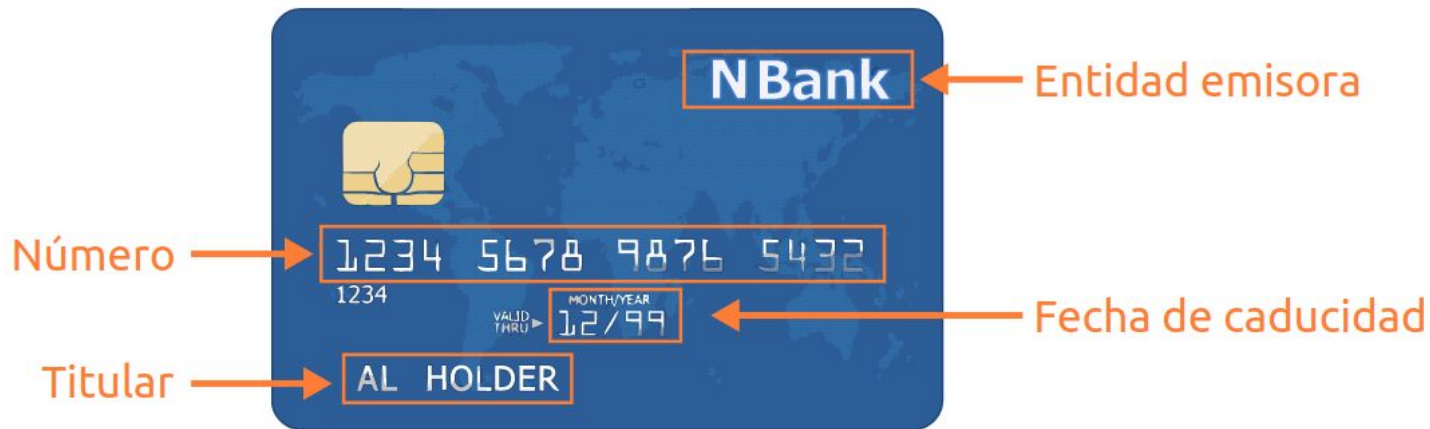 NBank
Entidad emisora
Número
1234 5678 9876 5432
1234
MONTH/YEAR
VALID THRU
12/99
Fecha de caducidad
Titular
AL HOLDER